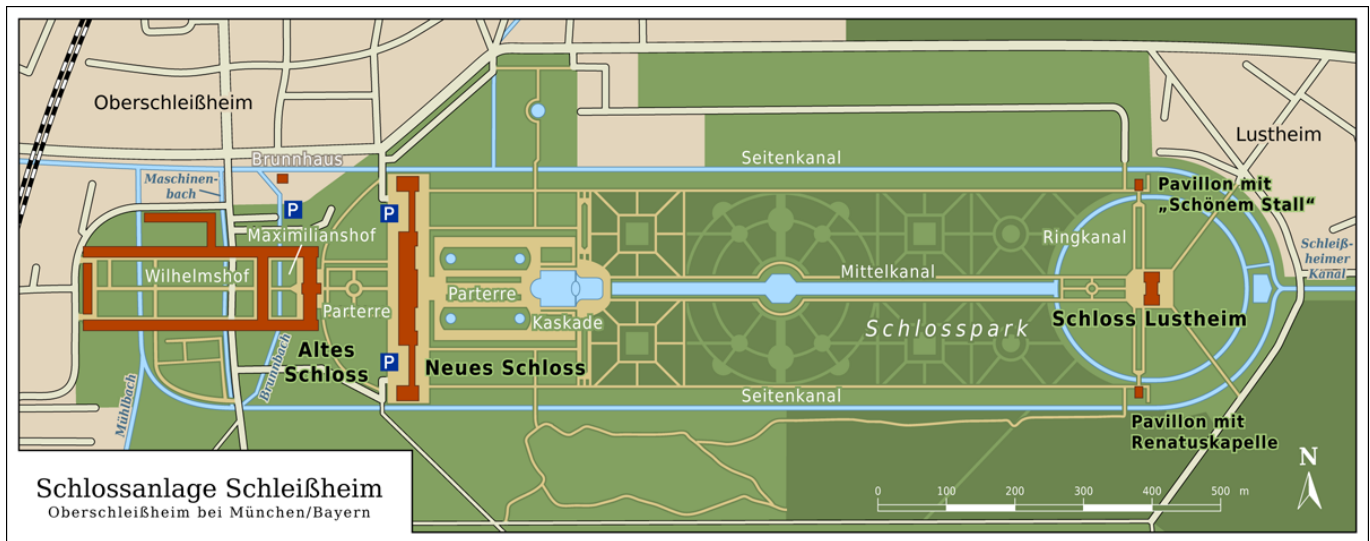 Oberschleißheim
Lustheim
Brunnhaus
Seitenkanal
Maschinen-
bach
Pavillon mit
„Schönem Stall“
P
P
Maximilianshof
Ringkanal
Schleiß-
heimer
Kanal
Wilhelmshof
Mittelkanal
Parterre
Parterre
Kaskade
Schlosspark
Schloss Lustheim
Altes
Schloss
P
Neues Schloss
Brunnbach
Mühlbach
Seitenkanal
Pavillon mit
Renatuskapelle
N
Schlossanlage Schleißheim
Oberschleißheim bei München/Bayern
0 100 200 300 400 500 m